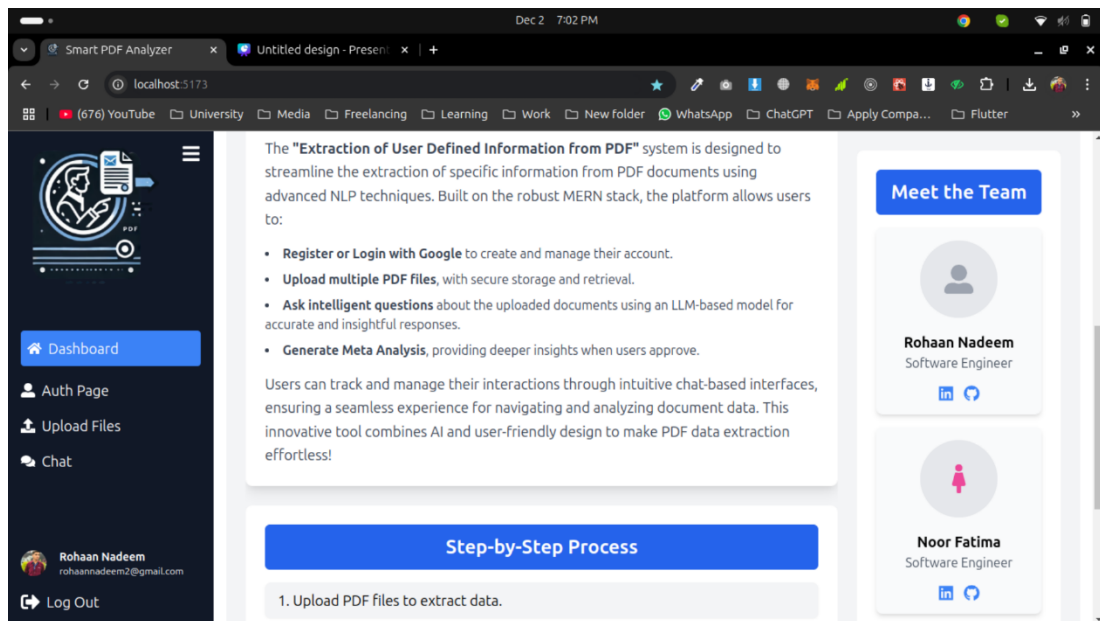 Dec 2 7:02 PM
Smart PDF Analyzer
Untitled design - Present
localhost:5173
(676) YouTube
University
Media
Freelancing
Learning
Work
New folder
WhatsApp
ChatGPT
Apply Compa...
Flutter
PDF
Dashboard
Auth Page
Upload Files
Chat
Rohaan Nadeem
rohaannadeem2@gmail.com
Log Out
The "Extraction of User Defined Information from PDF" system is designed to
streamline the extraction of specific information from PDF documents using
advanced NLP techniques. Built on the robust MERN stack, the platform allows users
to:
• Register or Login with Google to create and manage their account.
• Upload multiple PDF files, with secure storage and retrieval.
• Ask intelligent questions about the uploaded documents using an LLM-based model for
accurate and insightful responses.
• Generate Meta Analysis, providing deeper insights when users approve.
Users can track and manage their interactions through intuitive chat-based interfaces,
ensuring a seamless experience for navigating and analyzing document data. This
innovative tool combines AI and user-friendly design to make PDF data extraction
effortless!
Step-by-Step Process
1. Upload PDF files to extract data.
Meet the Team
Rohaan Nadeem
Software Engineer
in
Noor Fatima
Software Engineer
in